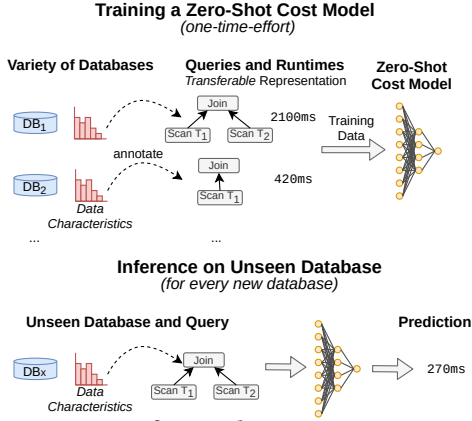 Training a Zero-Shot Cost Model
(one-time-effort)
Variety of Databases
Queries and Runtimes
Transferable Representation
Zero-Shot
Cost Model
DB1
Join
Scan T1
Scan T2
2100ms
Training
Data
annotate
DB2
Data
Characteristics
Join
Scan T1
420ms
...
...
Inference on Unseen Database
(for every new database)
Unseen Database and Query
Prediction
DBx
Data
Characteristics
Join
Scan T1
Scan T2
270ms